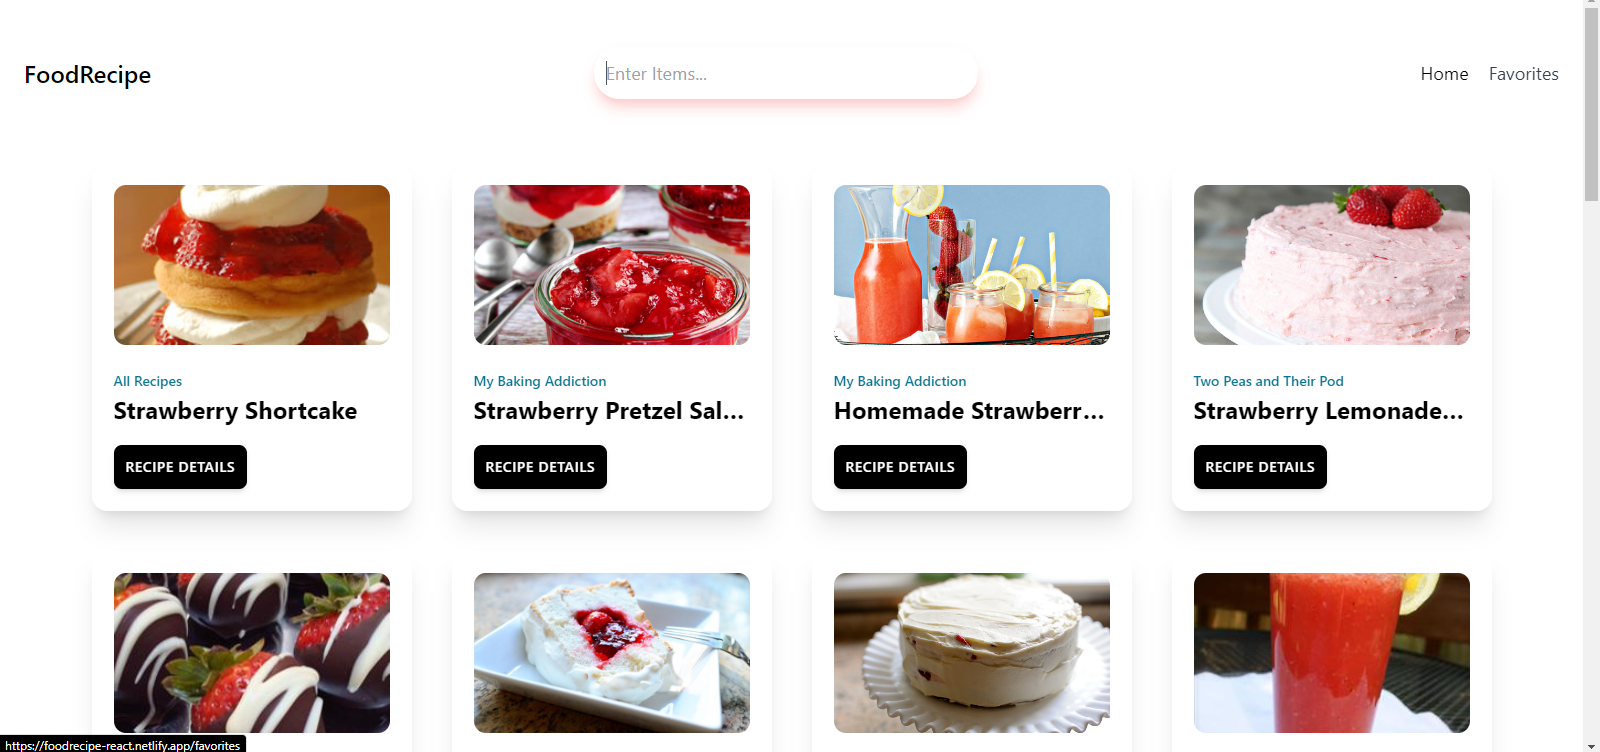 FoodRecipe
Enter Items...
Home
Favorites
All Recipes
Strawberry Shortcake
RECIPE DETAILS
My Baking Addiction
Strawberry Pretzel Sal...
RECIPE DETAILS
My Baking Addiction
Homemade Strawberr...
RECIPE DETAILS
Two Peas and Their Pod
Strawberry Lemonade...
RECIPE DETAILS
https://foodrecipe-react.netlify.app/favorites